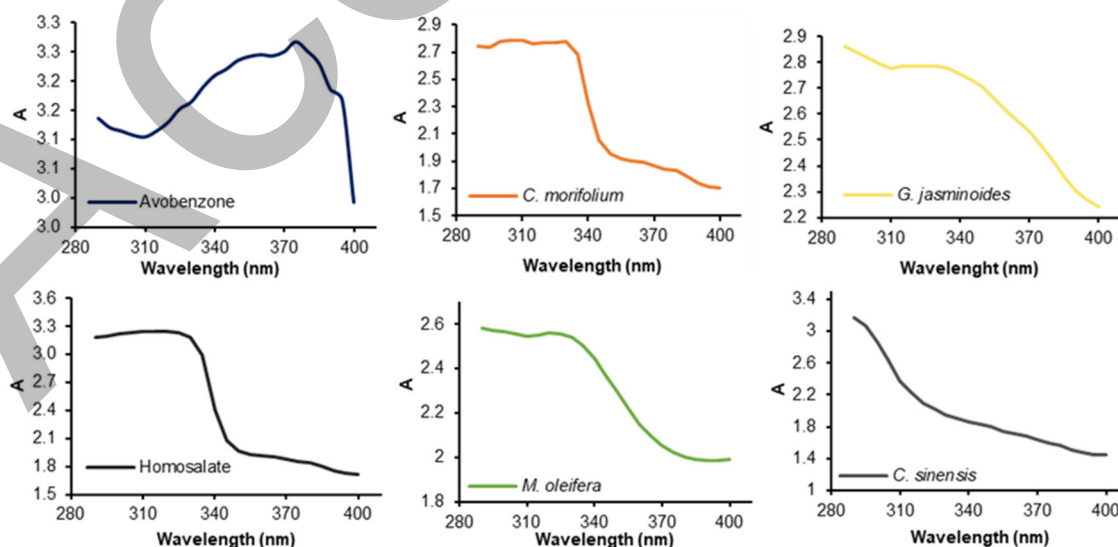 3.3
3.3
3.2
3.2
3.1
3.1
3.0
3.0
A
Avobenzone
280 310 340 370 400
Wavelength (nm)
2.9
2.7
2.5
2.3
2.1
1.9
1.7
1.5
A
C. morifolium
280 310 340 370 400
Wavelength (nm)
2.9
2.8
2.7
2.6
2.5
2.4
2.3
2.2
A
G. jasminoides
280 310 340 370 400
Wavelenght (nm)
3.6
3.3
3.0
2.7
2.4
2.1
1.8
1.5
A
Homosalate
280 310 340 370 400
Wavelength (nm)
2.6
2.4
2.2
2
1.8
A
M. oleifera
280 310 340 370 400
Wavelength (nm)
3.4
3
2.6
2.2
1.8
1.4
1
A
C. sinensis
280 310 340 370 400
Wavelength (nm)